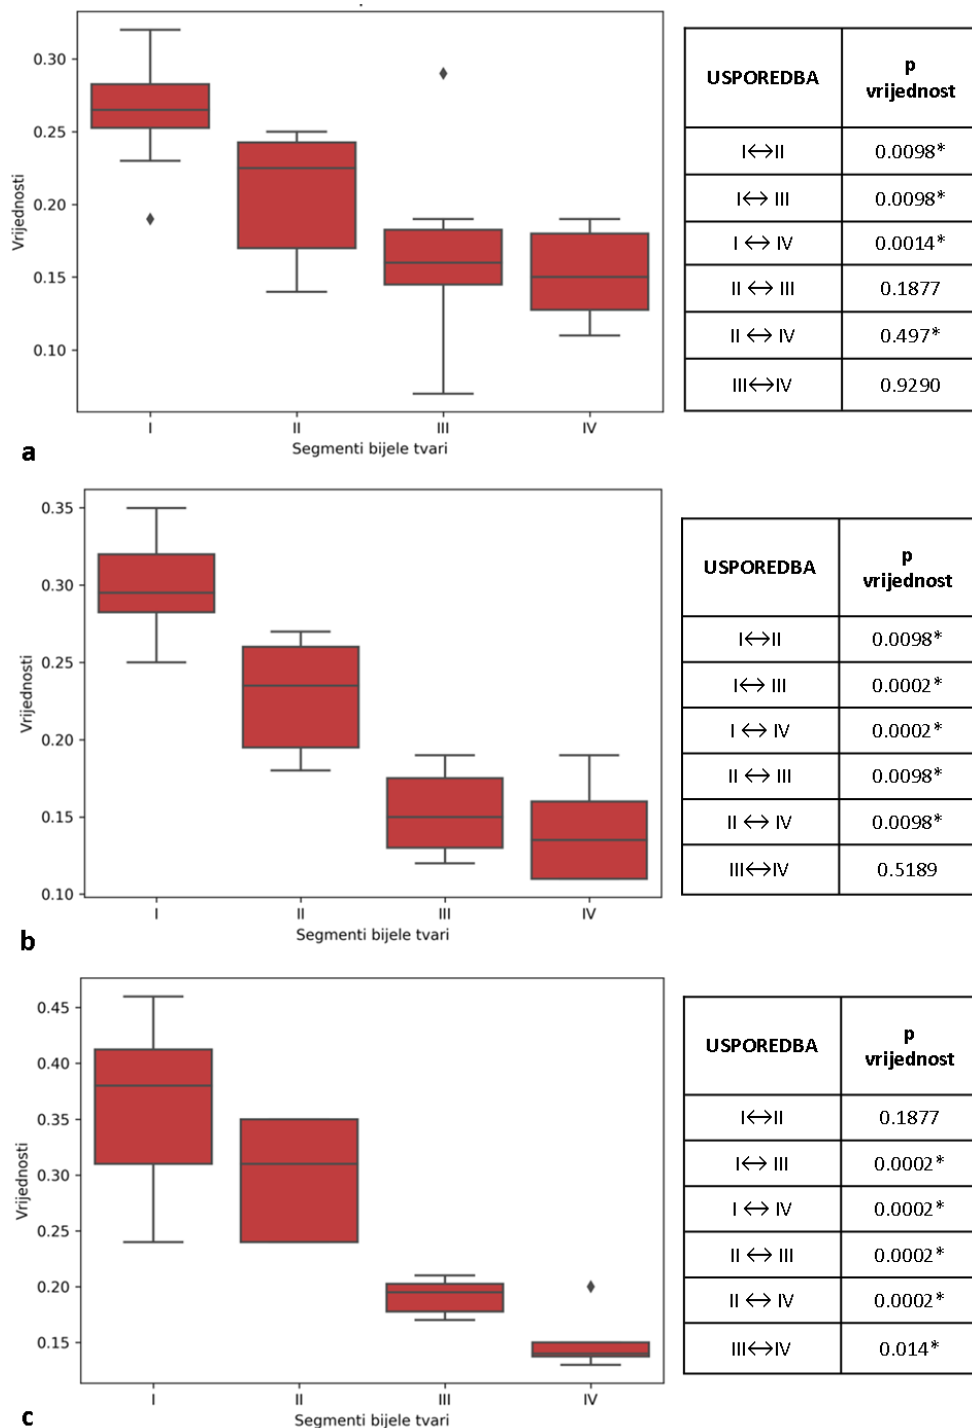 0.30
0.25
0.20
0.15
0.10
Vrijednosti
I II III IV
Segmenti bijele tvari
a
USPOREDBA p vrijednost
I↔II 0.0098*
I↔III 0.0098*
I ↔ IV 0.0014*
II ↔ III 0.1877
II ↔ IV 0.497*
III↔IV 0.9290
0.35
0.30
0.25
0.20
0.15
0.10
Vrijednosti
I II III IV
Segmenti bijele tvari
b
USPOREDBA p vrijednost
I↔II 0.0098*
I↔III 0.0002*
I ↔ IV 0.0002*
II ↔ III 0.0098*
II ↔ IV 0.0098*
III↔IV 0.5189
0.45
0.40
0.35
0.30
0.25
0.20
0.15
Vrijednosti
I II III IV
Segmenti bijele tvari
c
USPOREDBA p vrijednost
I↔II 0.1877
I↔III 0.0002*
I ↔ IV 0.0002*
II ↔ III 0.0002*
II ↔ IV 0.0002*
III↔IV 0.014*